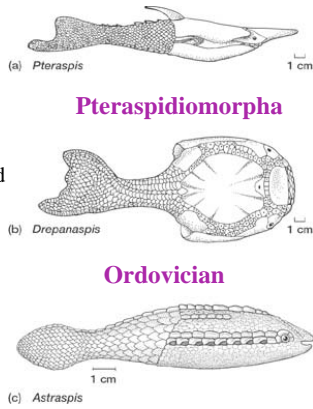 (a) Pteraspis
1 cm
Pteraspidiomorpha
d
(b) Drepanaspis
1 cm
Ordovician
1 cm
(c) Astraspis